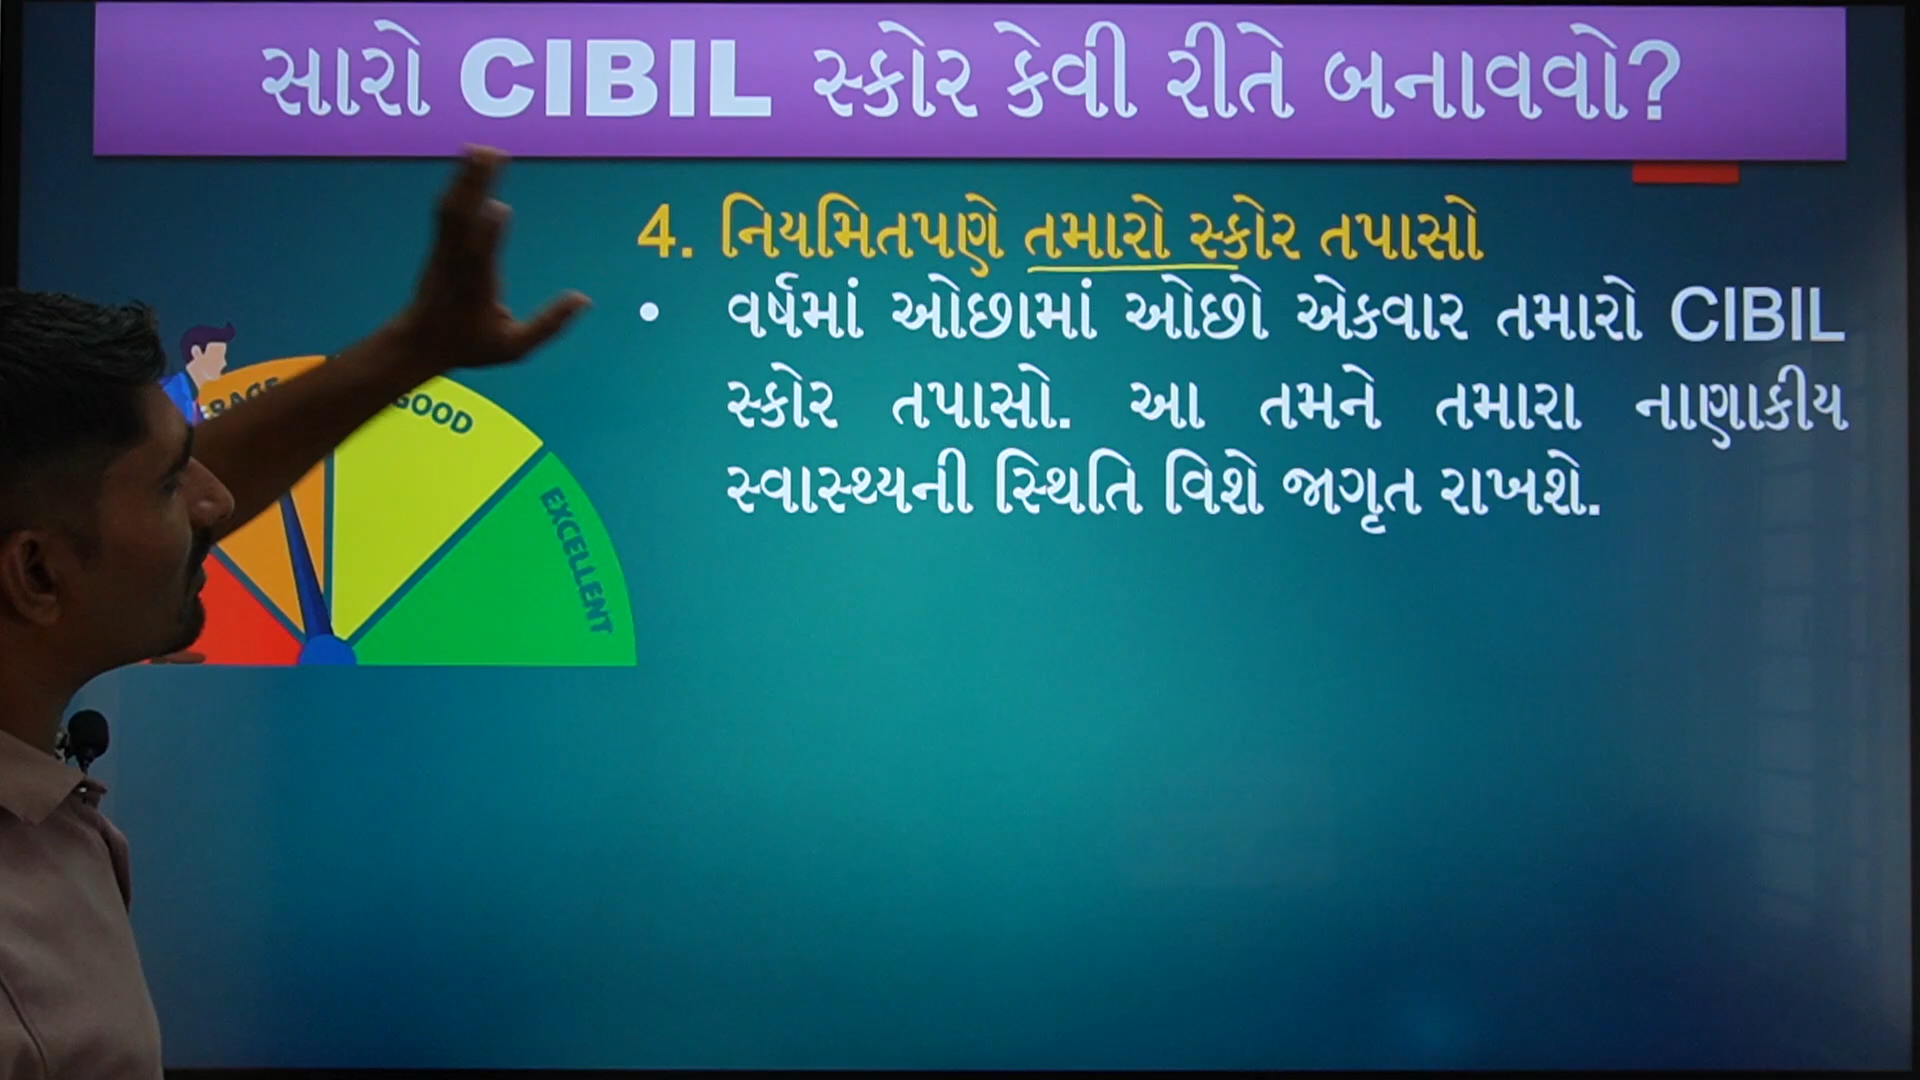 સારો CIBIL સ્કોર કેવી રીતે બનાવવો?
4. નિયમિતપણે તમારો સ્કોર તપાસો
• વર્ષમાં ઓછામાં ઓછો એકવાર તમારો CIBIL
સ્કોર તપાસો. આ તમને તમારા નાણાકીય
સ્વાસ્થ્યની સ્થિતિ વિશે જાગૃત રાખશે.
GOOD
EXCELLENT